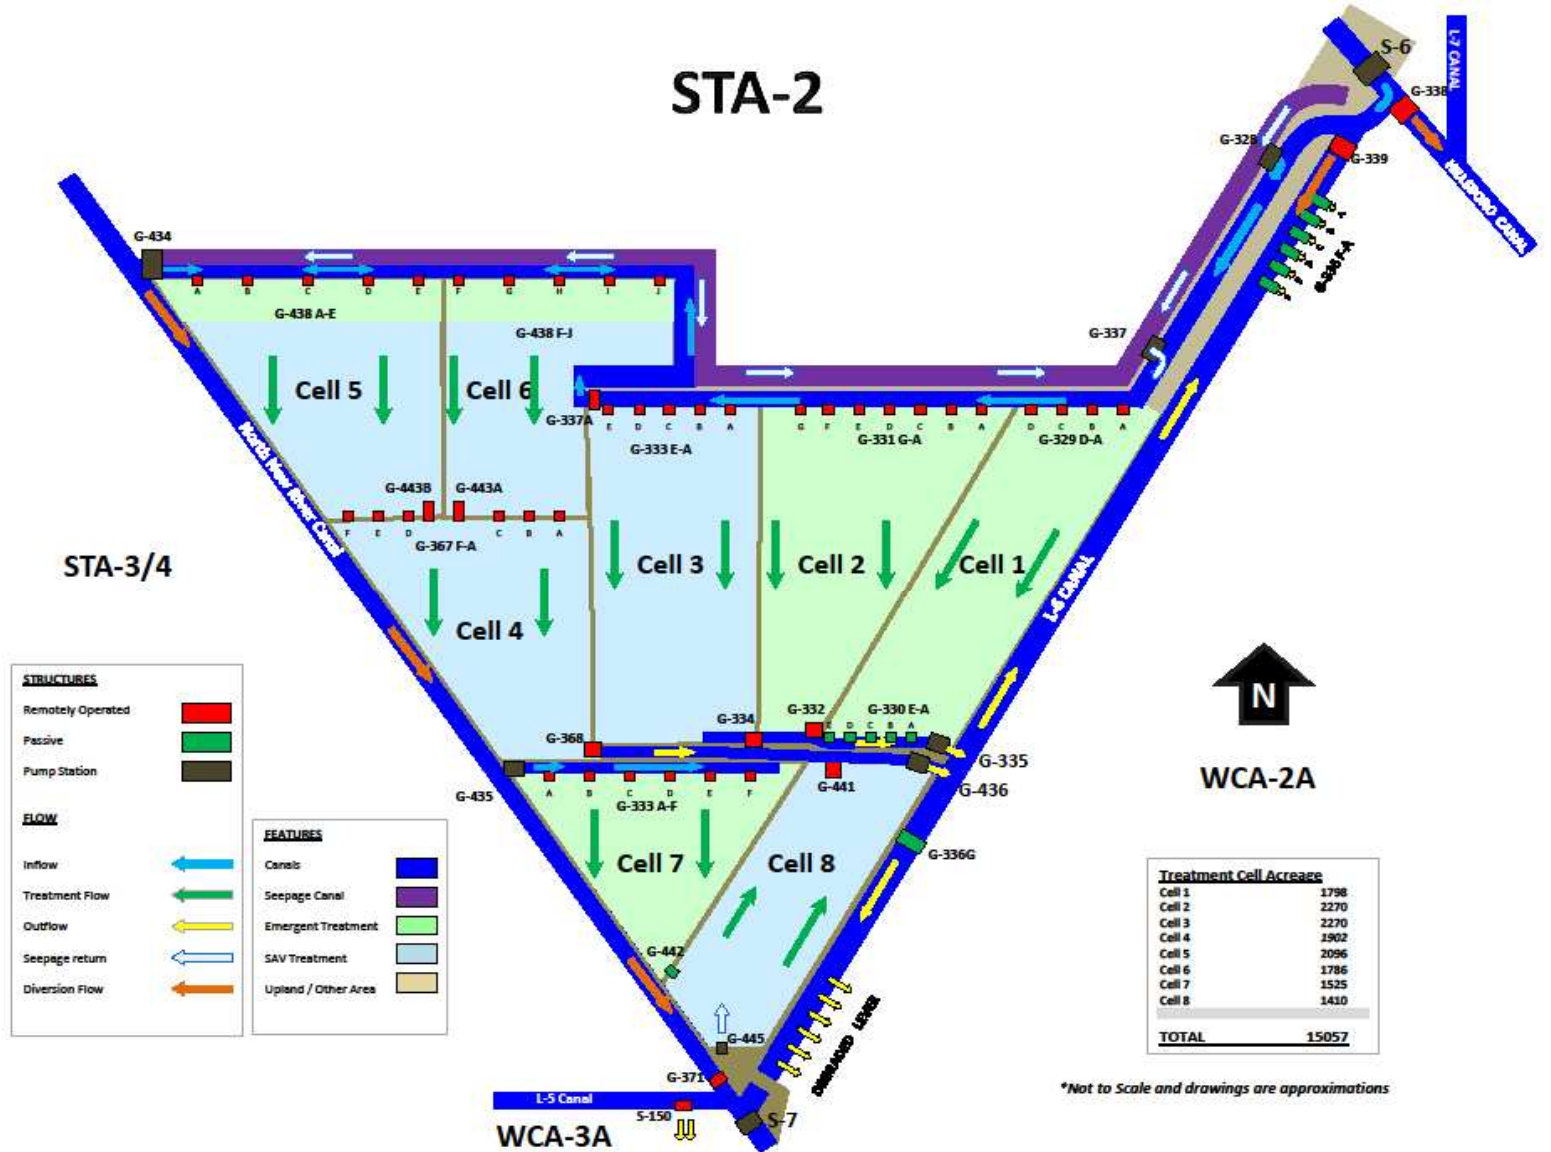 STA-2
S-6
L-7 CANAL
G-338
G-328
G-339
HILLSBORO CANAL
G-336 F-A
G-434
A B C D E F G H I J
G-438 A-E
G-438 F-J
G-337
Cell 5
Cell 6
G-337A
E D C B A
G F E D C B A
D C B A
G-333 E-A
G-331 G-A
G-329 D-A
North New River Canal
G-443B
G-443A
F E D C B A
G-367 F-A
STA-3/4
Cell 3
Cell 2
Cell 1
L-6 CANAL
Cell 4
G-334
G-332
G-330 E-A
E D C B A
G-368
G-335
G-436
G-435
A B C D E F
G-333 A-F
G-441
WCA-2A
N
Cell 7
Cell 8
G-336G
G-442
G-445
DEGRADED LEVEE
G-371
L-5 Canal
S-150
S-7
WCA-3A
STRUCTURES
Remotely Operated
Passive
Pump Station
FLOW
Inflow
Treatment Flow
Outflow
Seepage return
Diversion Flow
FEATURES
Canals
Seepage Canal
Emergent Treatment
SAV Treatment
Upland / Other Area
Treatment Cell Acreage
Cell 1 1798
Cell 2 2270
Cell 3 2270
Cell 4 1902
Cell 5 2096
Cell 6 1786
Cell 7 1525
Cell 8 1410
TOTAL 15057
*Not to Scale and drawings are approximations